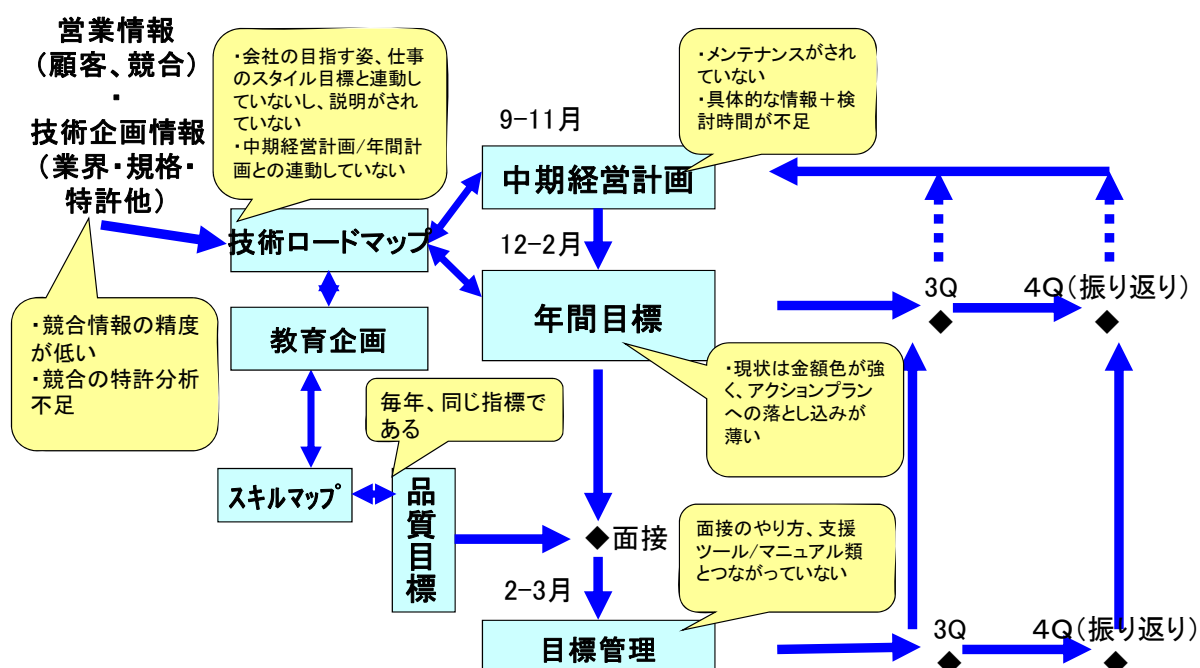 営業情報
（顧客、競合）
・
技術企画情報
（業界・規格・
特許他）
・会社の目指す姿、仕事
のスタイル目標と連動し
ていないし、説明がされ
ていない
・中期経営計画/年間計
画との連動していない
・メンテナンスがされ
ていない
・具体的な情報＋検
討時間が不足
9-11月
中期経営計画
技術ロードマップ
12-2月
年間目標
3Q
4Q（振り返り）
◆
◆
・競合情報の精度
が低い
・競合の特許分析
不足
教育企画
・現状は金額色が強
く、アクションプラン
への落とし込みが
薄い
毎年、同じ指標で
ある
スキルマップ
品
質
目
標
◆面接
面接のやり方、支援
ツール/マニュアル類
とつながっていない
2-3月
目標管理
3Q
4Q（振り返り）
◆
◆